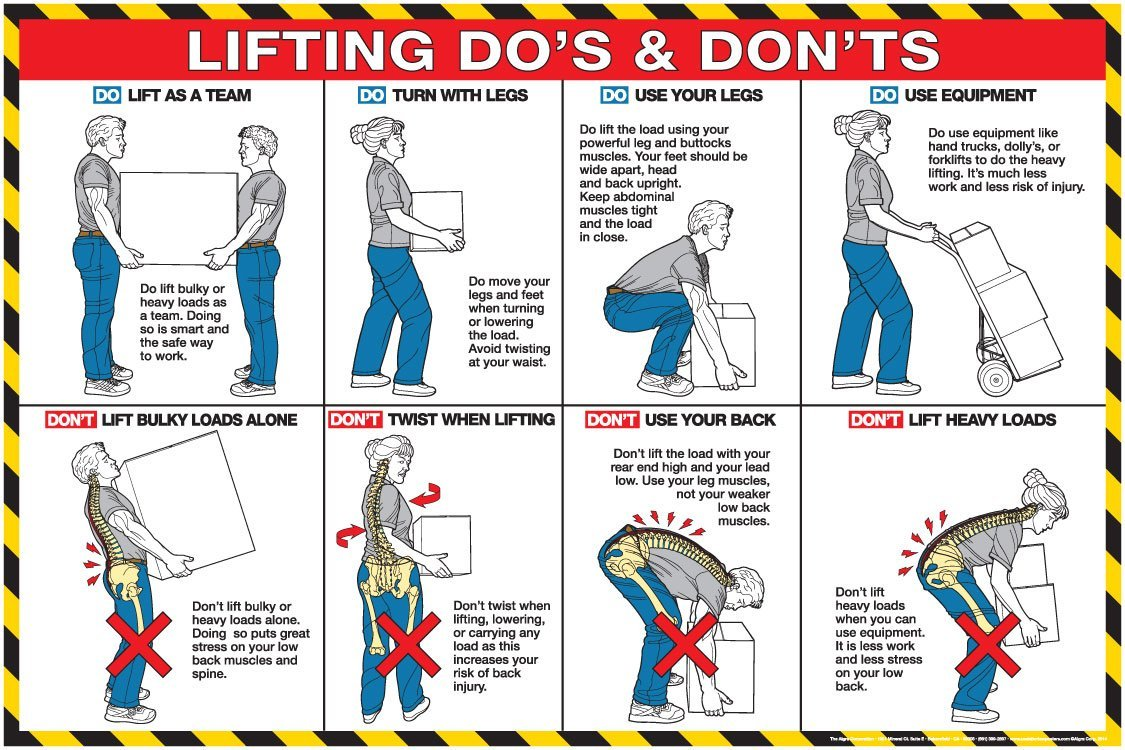 LIFTING DO'S & DON'TS
DO LIFT AS A TEAM
Do lift bulky or
heavy loads as
a team. Doing
so is smart and
the safe way
to work.
DO TURN WITH LEGS
Do move your
legs and feet
when turning
or lowering
the load.
Avoid twisting
at your waist.
DO USE YOUR LEGS
Do lift the load using your
powerful leg and buttocks
muscles. Your feet should be
wide apart, head
and back upright.
Keep abdominal
muscles tight
and the load
in close.
DO USE EQUIPMENT
Do use equipment like
hand trucks, dolly's, or
forklifts to do the heavy
lifting. It's much less
work and less risk of injury.
DON'T LIFT BULKY LOADS ALONE
Don't lift bulky or
heavy loads alone.
Doing so puts great
stress on your low
back muscles and
spine.
DON'T TWIST WHEN LIFTING
Don't twist when
lifting, lowering,
or carrying any
load as this
increases your
risk of back
injury.
DON'T USE YOUR BACK
Don't lift the load with your
rear end high and your lead
low. Use your leg muscles,
not your weaker
low back
muscles.
DON'T LIFT HEAVY LOADS
Don't lift
heavy loads
when you can
use equipment.
It is less work
and less stress
on your low
back.